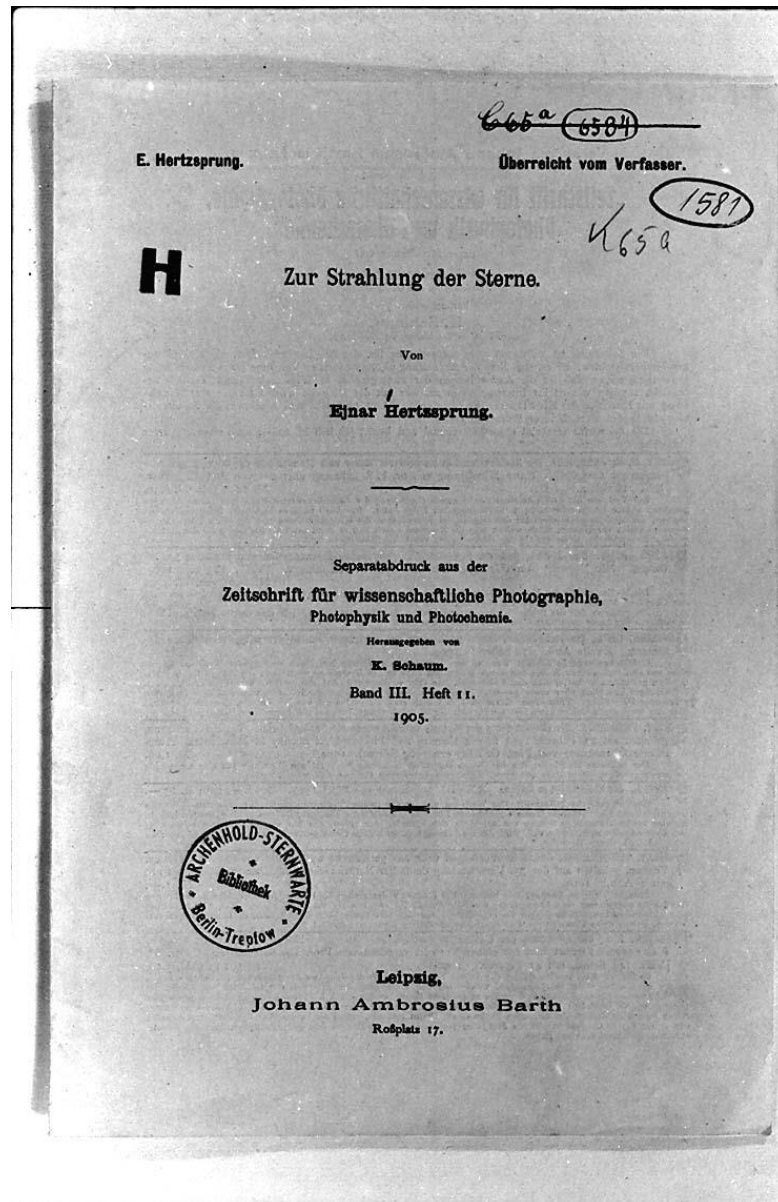 C65a 6584
E. Hertzsprung.
Überreicht vom Verfasser.
1581
K65a
H
Zur Strahlung der Sterne.
Von
Ejnar Hertzsprung.
Separatabdruck aus der
Zeitschrift für wissenschaftliche Photographie,
Photophysik und Photochemie.
Herausgegeben von
K. Schaum.
Band III. Heft 11.
1905.
ARCHENHOLD-STERNWARTE
Bibliothek
Berlin-Treptow
Leipzig,
Johann Ambrosius Barth
Roßplatz 17.